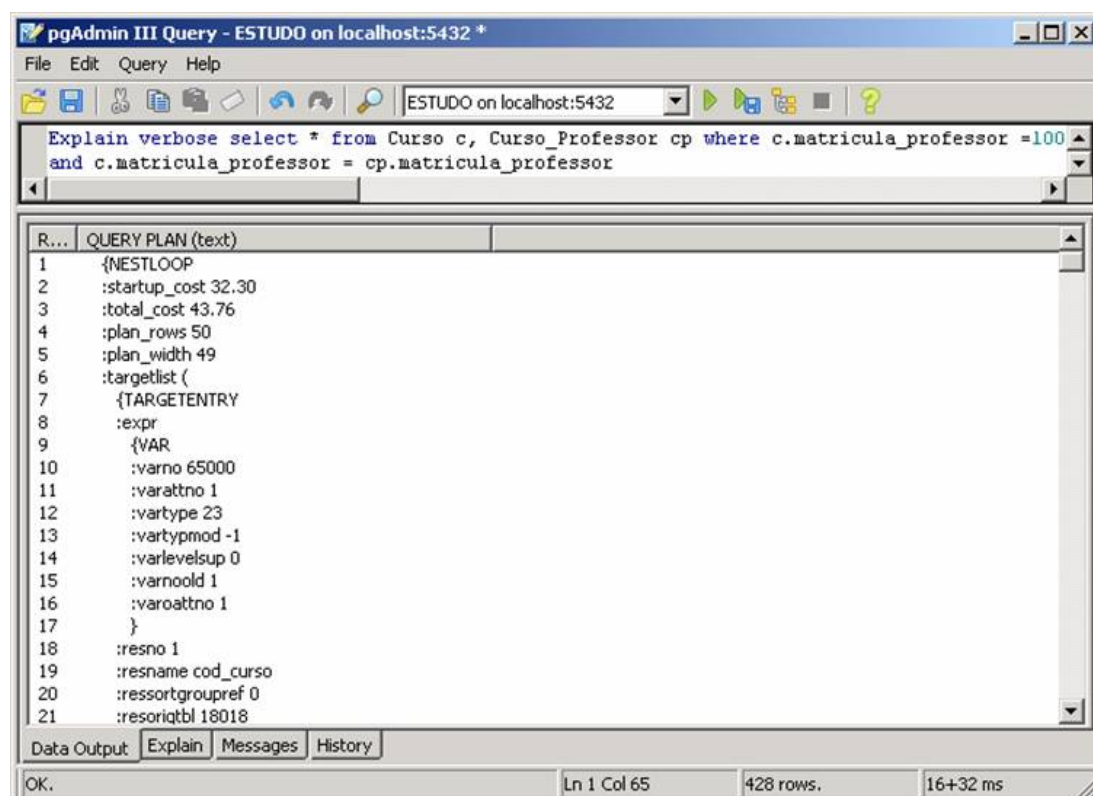 pgAdmin III Query - ESTUDO on localhost:5432 *
File Edit Query Help
ESTUDO on localhost:5432
Explain verbose select * from Curso c, Curso_Professor cp where c.matricula_professor =100
and c.matricula_professor = cp.matricula_professor
R... QUERY PLAN (text)
1 {NESTLOOP
2 :startup_cost 32.30
3 :total_cost 43.76
4 :plan_rows 50
5 :plan_width 49
6 :targetlist (
7 {TARGETENTRY
8 :expr
9 {VAR
10 :varno 65000
11 :varattno 1
12 :vartype 23
13 :vartypmod -1
14 :varlevelsup 0
15 :varnoold 1
16 :varoattno 1
17 }
18 :resno 1
19 :resname cod_curso
20 :ressortgroupref 0
21 :resorigtbl 18018
Data Output Explain Messages History
OK. Ln 1 Col 65 428 rows. 16+32 ms